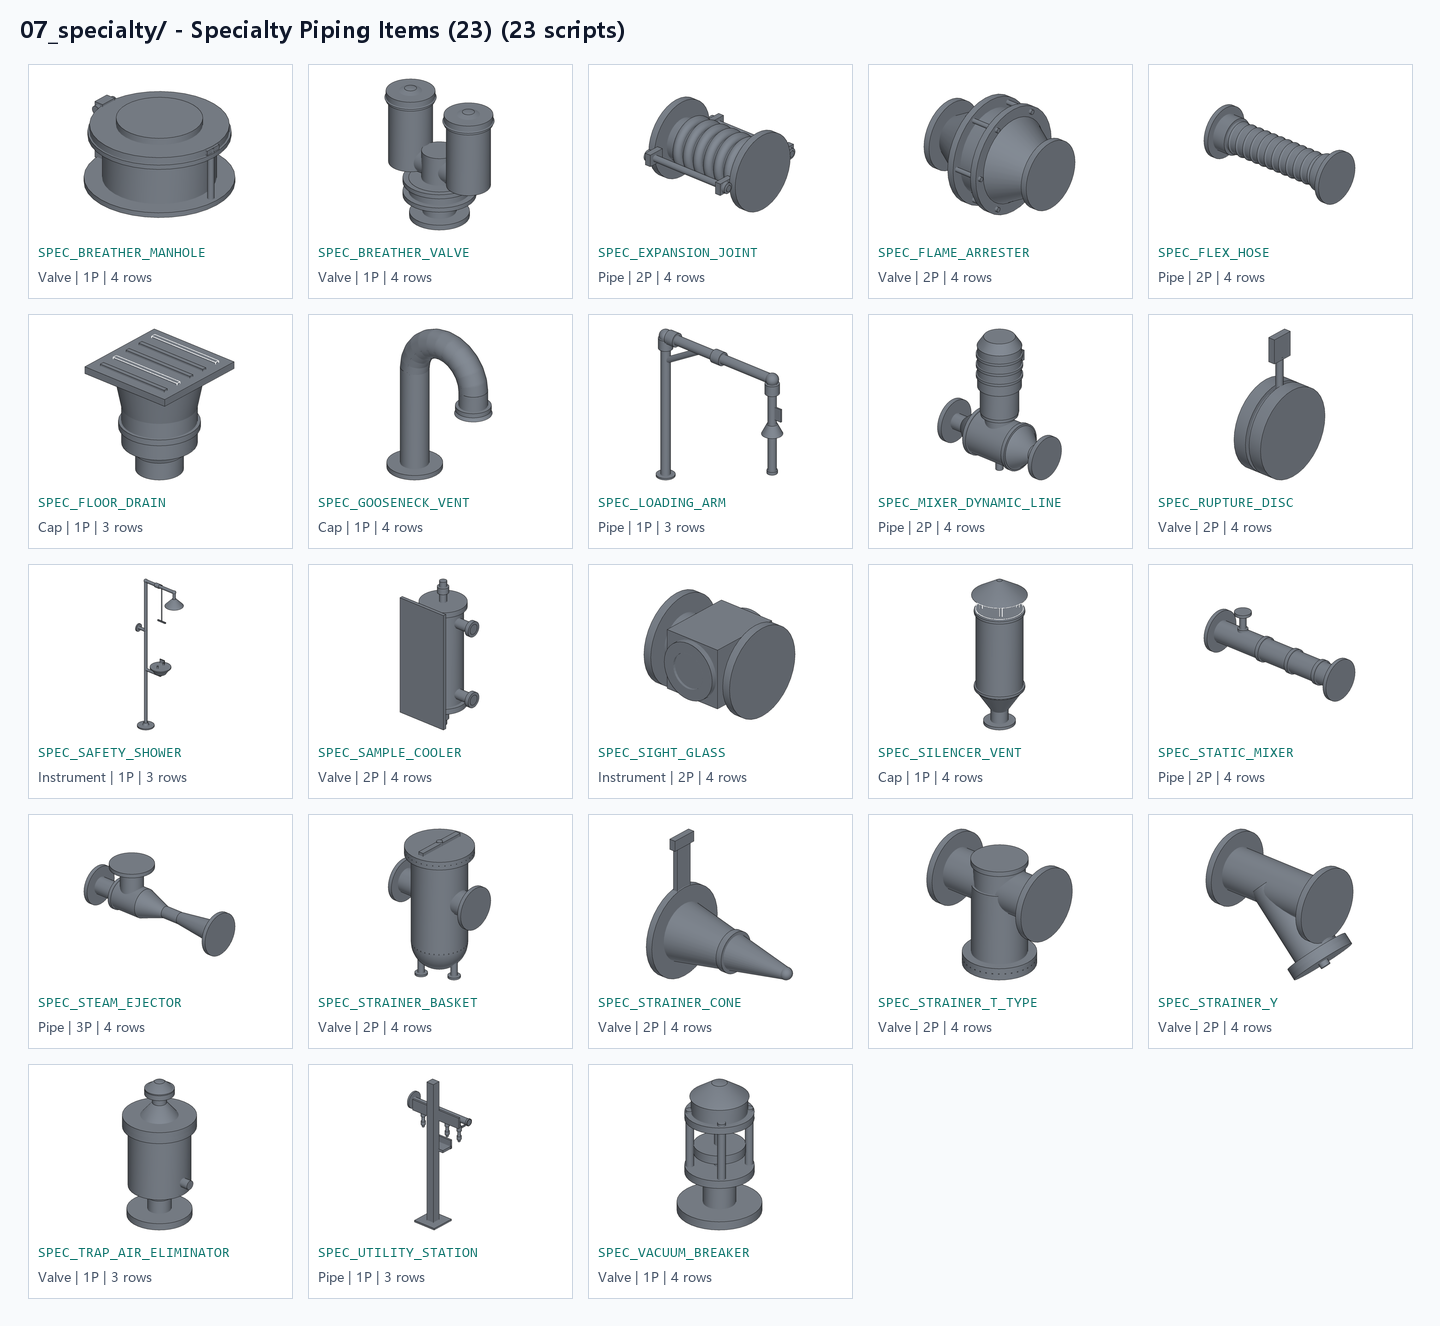 07_specialty/ - Specialty Piping Items (23) (23 scripts)
SPEC_BREATHER_MANHOLE
Valve | 1P | 4 rows
SPEC_BREATHER_VALVE
Valve | 1P | 4 rows
SPEC_EXPANSION_JOINT
Pipe | 2P | 4 rows
SPEC_FLAME_ARRESTER
Valve | 2P | 4 rows
SPEC_FLEX_HOSE
Pipe | 2P | 4 rows
SPEC_FLOOR_DRAIN
Cap | 1P | 3 rows
SPEC_GOOSENECK_VENT
Cap | 1P | 4 rows
SPEC_LOADING_ARM
Pipe | 1P | 3 rows
SPEC_MIXER_DYNAMIC_LINE
Pipe | 2P | 4 rows
SPEC_RUPTURE_DISC
Valve | 2P | 4 rows
SPEC_SAFETY_SHOWER
Instrument | 1P | 3 rows
SPEC_SAMPLE_COOLER
Valve | 2P | 4 rows
SPEC_SIGHT_GLASS
Instrument | 2P | 4 rows
SPEC_SILENCER_VENT
Cap | 1P | 4 rows
SPEC_STATIC_MIXER
Pipe | 2P | 4 rows
SPEC_STEAM_EJECTOR
Pipe | 3P | 4 rows
SPEC_STRAINER_BASKET
Valve | 2P | 4 rows
SPEC_STRAINER_CONE
Valve | 2P | 4 rows
SPEC_STRAINER_T_TYPE
Valve | 2P | 4 rows
SPEC_STRAINER_Y
Valve | 2P | 4 rows
SPEC_TRAP_AIR_ELIMINATOR
Valve | 1P | 3 rows
SPEC_UTILITY_STATION
Pipe | 1P | 3 rows
SPEC_VACUUM_BREAKER
Valve | 1P | 4 rows